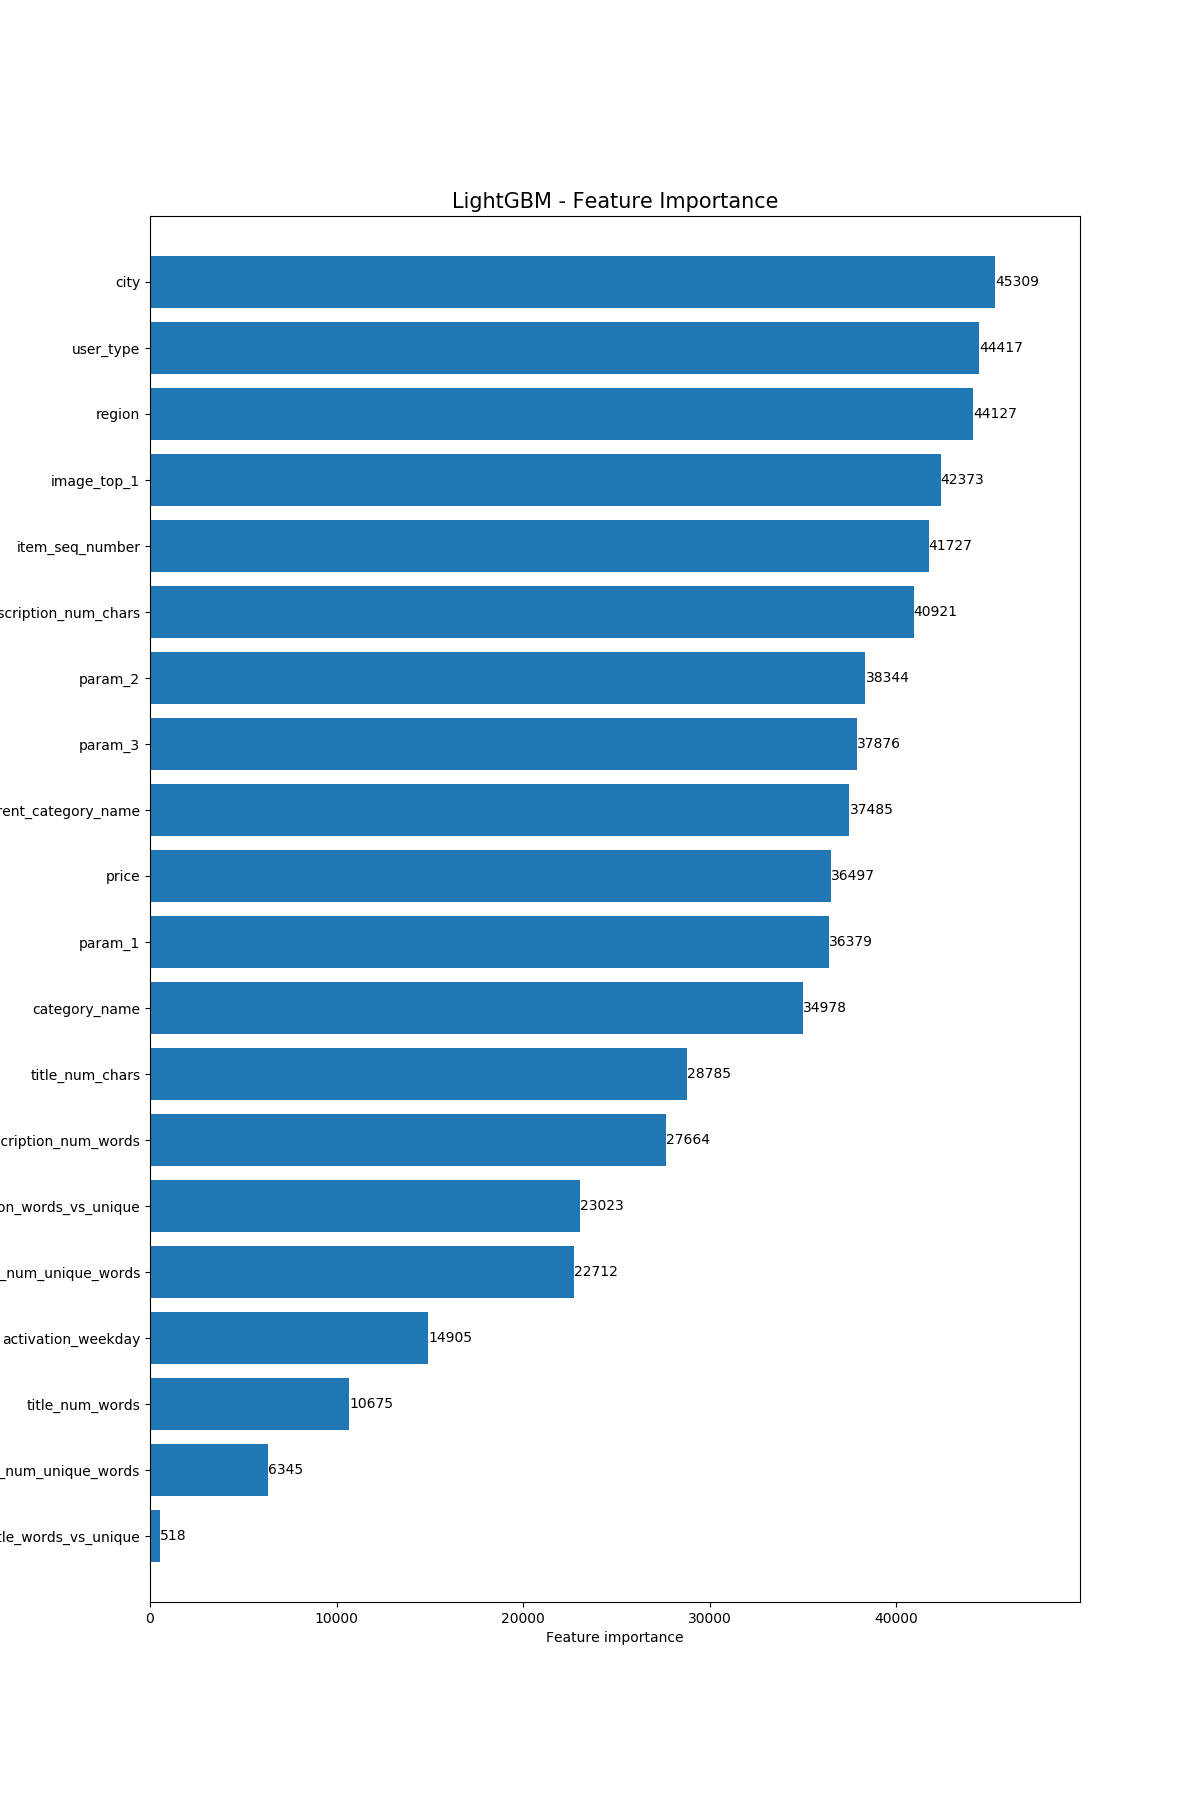 LightGBM - Feature Importance
city 45309
user_type 44417
region 44127
image_top_1 42373
item_seq_number 41727
scription_num_chars 40921
param_2 38344
param_3 37876
rent_category_name 37485
price 36497
param_1 36379
category_name 34978
title_num_chars 28785
cription_num_words 27664
on_words_vs_unique 23023
_num_unique_words 22712
activation_weekday 14905
title_num_words 10675
_num_unique_words 6345
tle_words_vs_unique 518
0 10000 20000 30000 40000
Feature importance